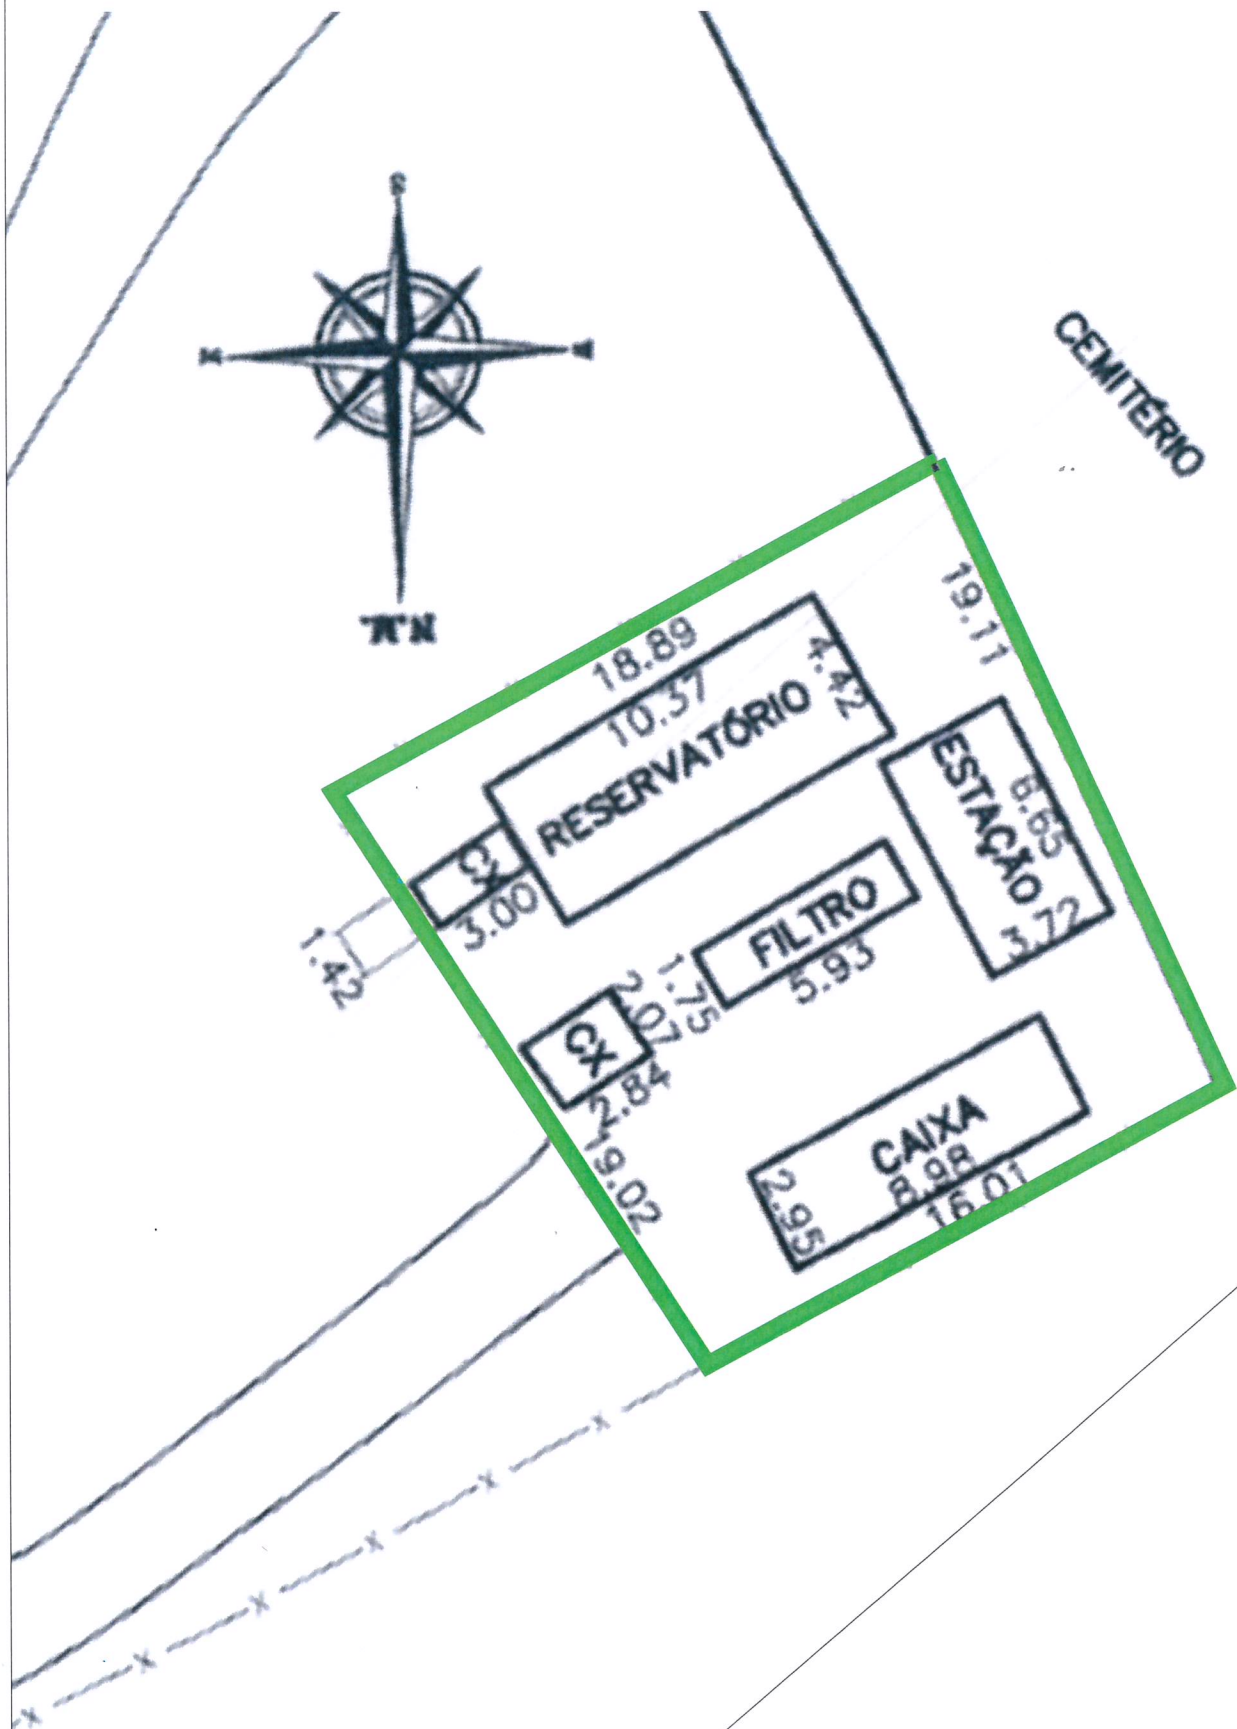 S
CEMITÉRIO
N.M.
19.11
18.89
10.37
4.42
RESERVATÓRIO
ESTAÇÃO
8.65
3.72
CX
3.00
1.42
FILTRO
5.93
1.75
CX
2.07
2.84
19.02
CAIXA
8.98
2.95
16.01
X
X
X
X
X
X